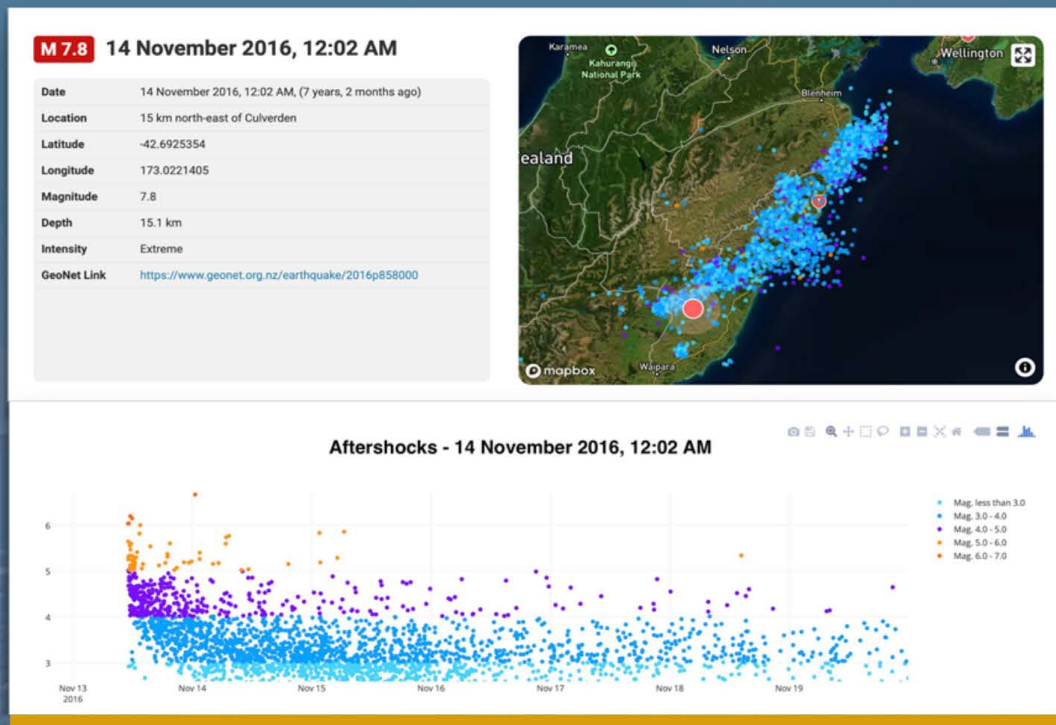 M 7.8 14 November 2016, 12:02 AM
Date 14 November 2016, 12:02 AM, (7 years, 2 months ago)
Location 15 km north-east of Culverden
Latitude -42.6925354
Longitude 173.0221405
Magnitude 7.8
Depth 15.1 km
Intensity Extreme
GeoNet Link https://www.geonet.org.nz/earthquake/2016p858000
Karamea
Kahurangi
National Park
Nelson
Wellington
Blenheim
ealand
Waipara
mapbox
Aftershocks - 14 November 2016, 12:02 AM
Mag. less than 3.0
Mag. 3.0 - 4.0
Mag. 4.0 - 5.0
Mag. 5.0 - 6.0
Mag. 6.0 - 7.0
6
5
4
3
Nov 13
2016
Nov 14
Nov 15
Nov 16
Nov 17
Nov 18
Nov 19